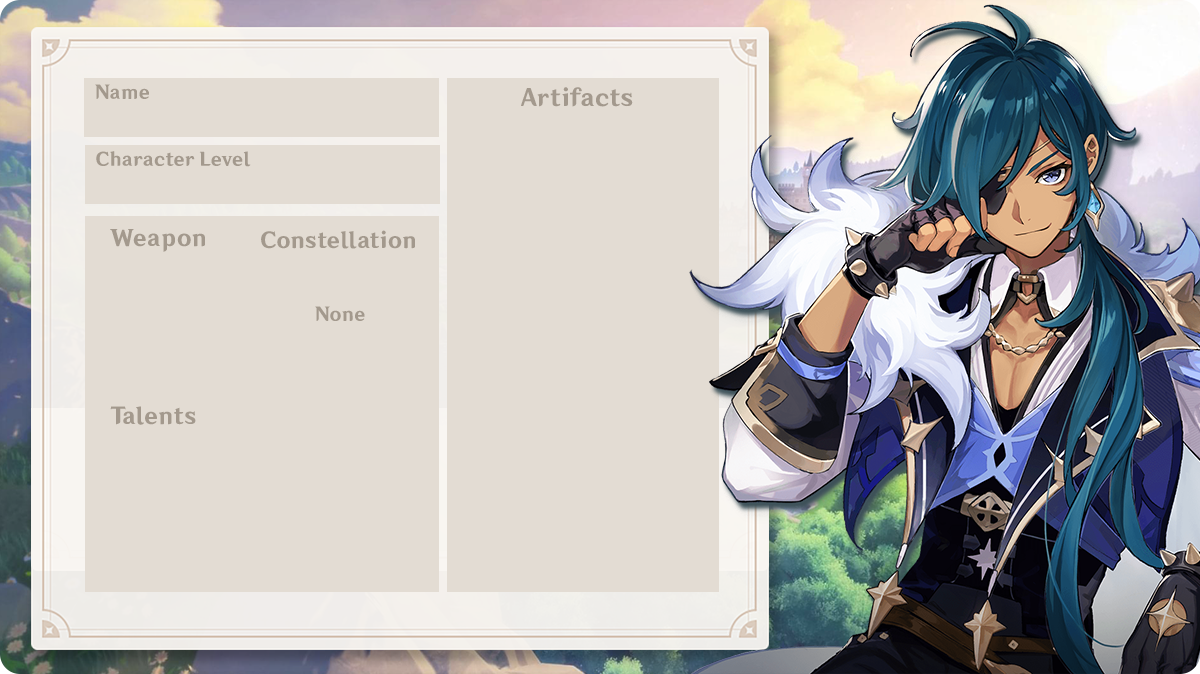 Name
Character Level
Weapon
Constellation
None
Talents
Artifacts